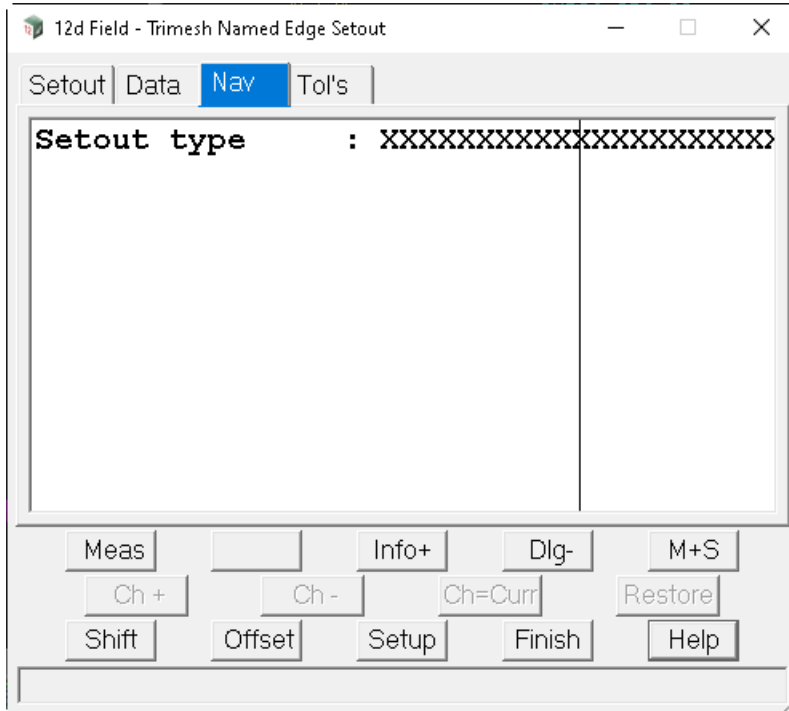 12d Field - Trimesh Named Edge Setout
Setout Data Nav Tol's
Setout type : XXXXXXXXXXXXXXXXXXXXX
Meas Info+ Dlg- M+S
Ch + Ch - Ch=Curr Restore
Shift Offset Setup Finish Help